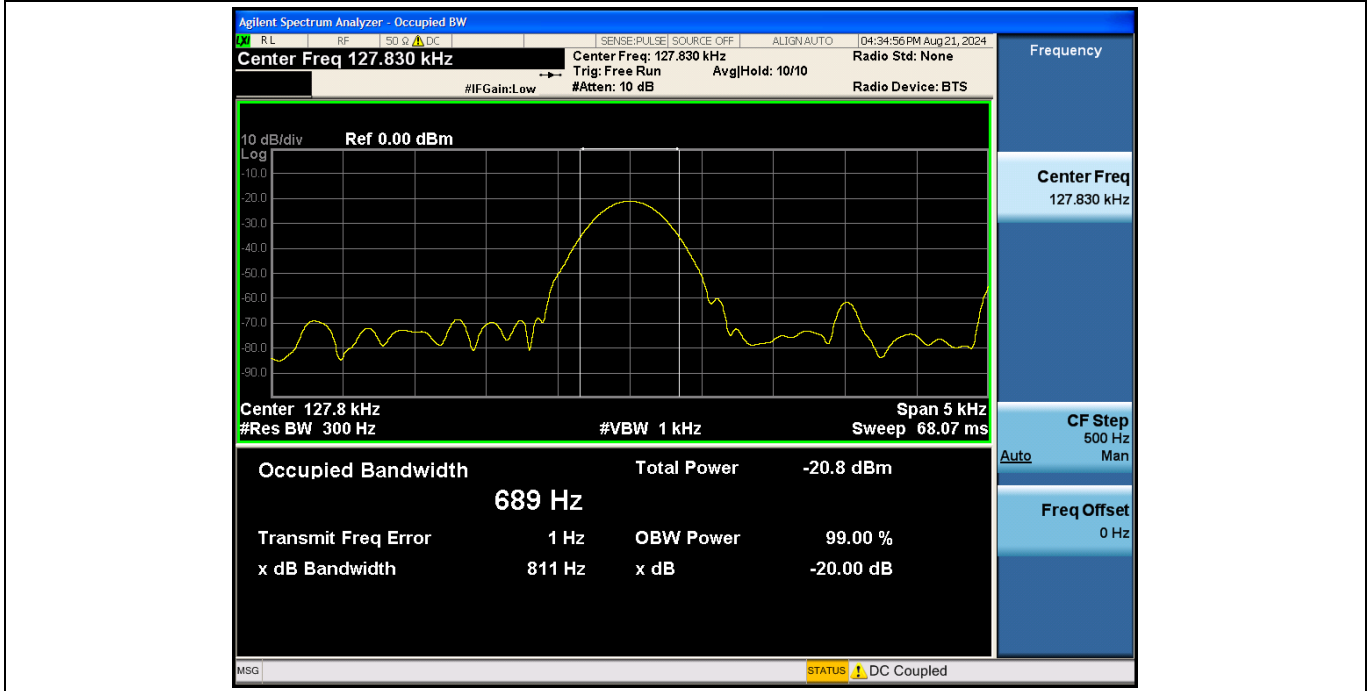 Agilent Spectrum Analyzer - Occupied BW
LXI RL RF 50 Ω DC SENSE:PULSE SOURCE OFF ALIGN AUTO 04:34:56 PM Aug 21, 2024
Center Freq 127.830 kHz
Center Freq: 127.830 kHz Radio Std: None
Trig: Free Run Avg|Hold: 10/10
#IFGain:Low #Atten: 10 dB Radio Device: BTS
10 dB/div Ref 0.00 dBm
Log
-10.0
-20.0
-30.0
-40.0
-50.0
-60.0
-70.0
-80.0
-90.0
Center 127.8 kHz Span 5 kHz
#Res BW 300 Hz #VBW 1 kHz Sweep 68.07 ms
Occupied Bandwidth Total Power -20.8 dBm
689 Hz
Transmit Freq Error 1 Hz OBW Power 99.00 %
x dB Bandwidth 811 Hz x dB -20.00 dB
MSG STATUS ! DC Coupled
Frequency
Center Freq
127.830 kHz
CF Step
500 Hz
Auto Man
Freq Offset
0 Hz